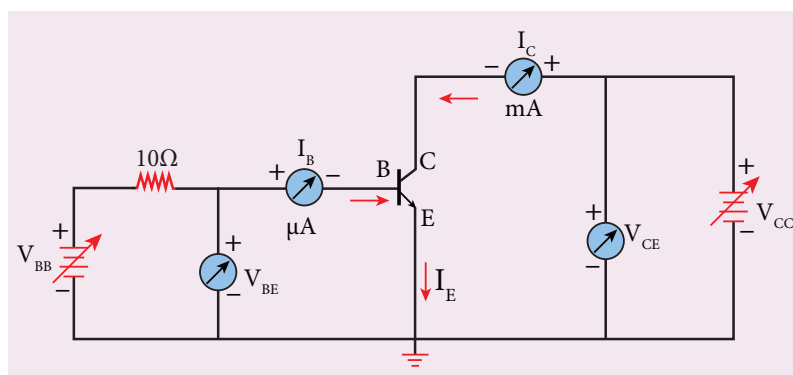 I_C
− +
mA
10Ω
I_B
+ −
μA
B
C
E
+
V_BB
−
+
V_BE
−
I_E
+
V_CE
−
+
V_CC
−